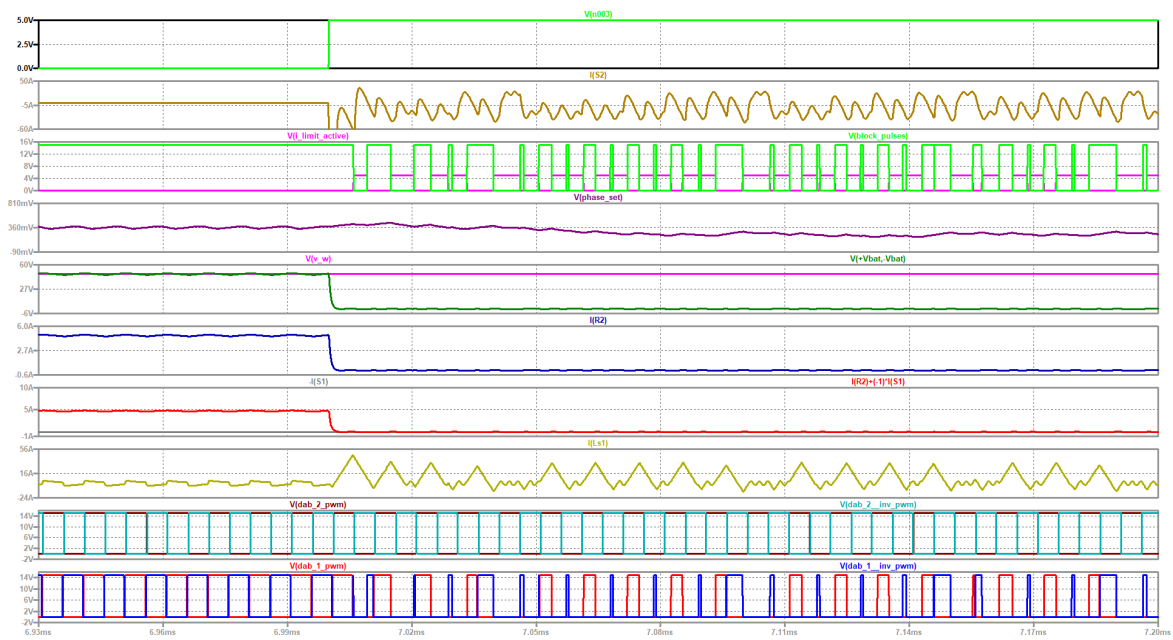 V(n003)
5.0V
2.5V
0.0V
I(S2)
50A
-5A
-60A
V(i_limit_active) V(block_pulses)
16V
12V
8V
4V
0V
V(phase_set)
810mV
360mV
-90mV
V(v_w) V(+Vbat,-Vbat)
60V
27V
-6V
I(R2)
6.0A
2.7A
-0.6A
-I(S1) I(R2)+(-1)*I(S1)
10A
5A
-1A
I(Ls1)
56A
16A
-24A
V(dab_2_pwm) V(dab_2__inv_pwm)
14V
10V
6V
2V
-2V
V(dab_1_pwm) V(dab_1__inv_pwm)
14V
10V
6V
2V
-2V
6.93ms 6.96ms 6.99ms 7.02ms 7.05ms 7.08ms 7.11ms 7.14ms 7.17ms 7.20ms